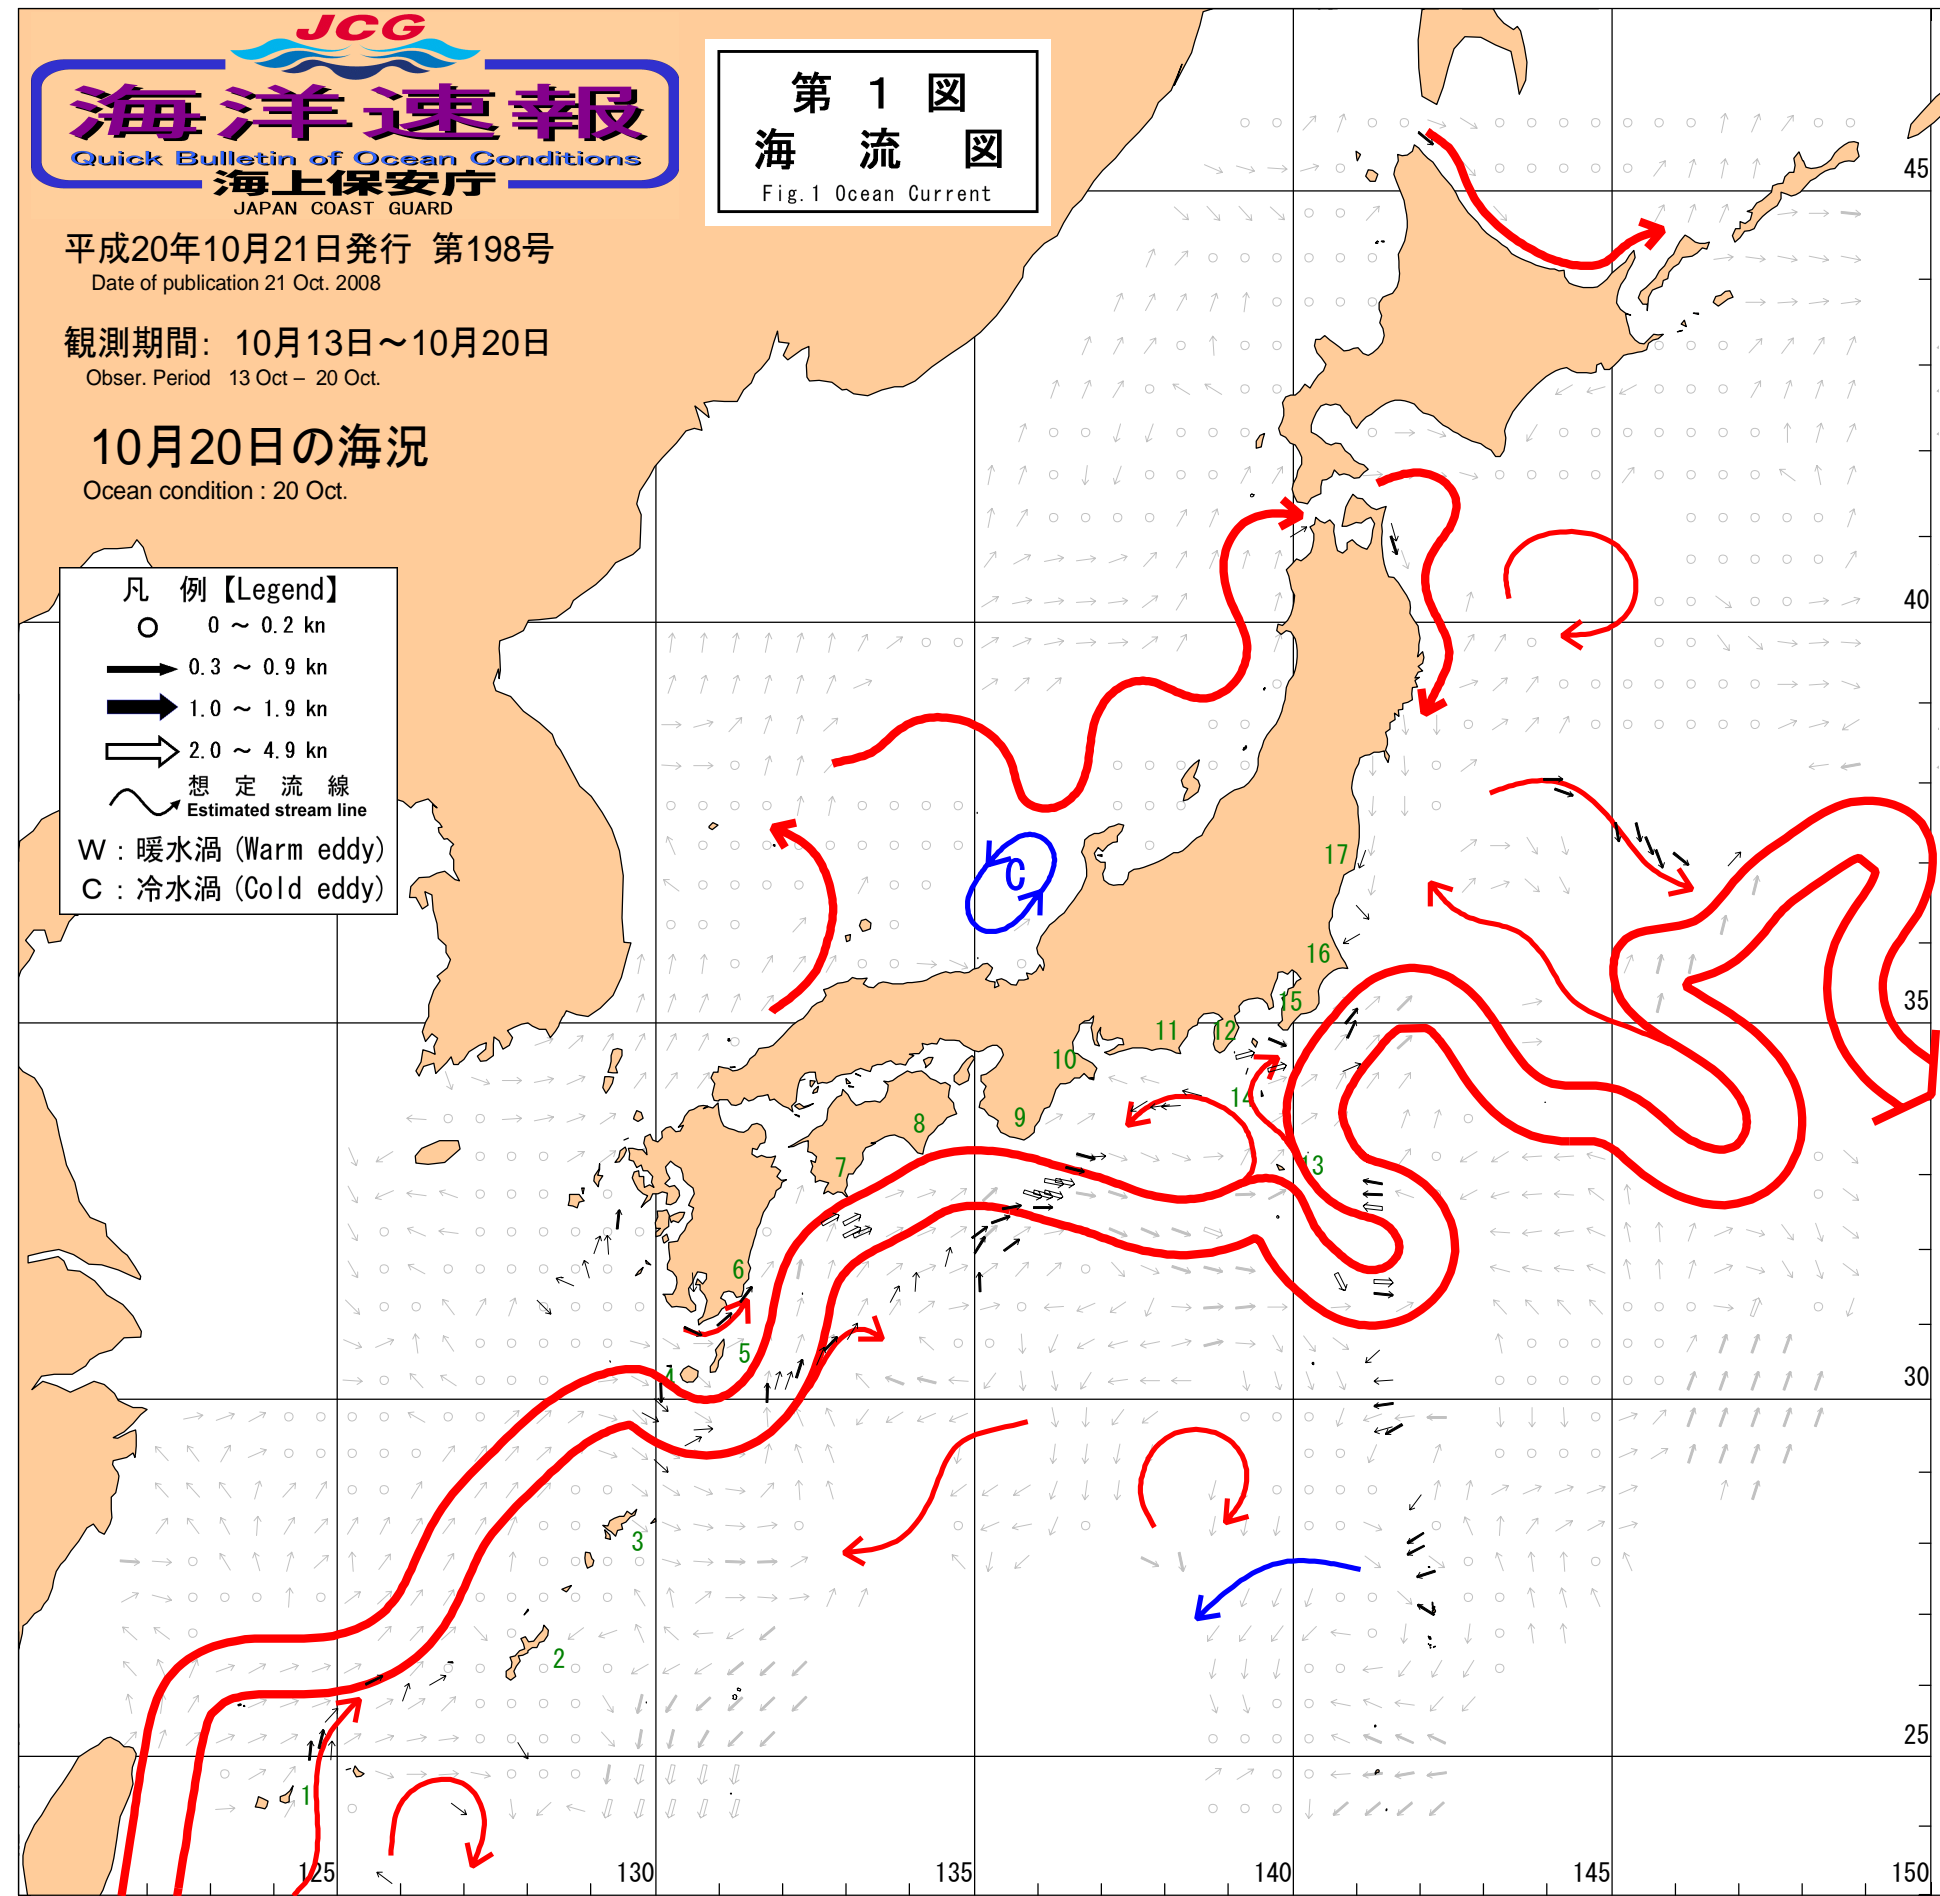 JCG
海洋速報
Quick Bulletin of Ocean Conditions
海上保安庁
JAPAN COAST GUARD
第 1 図
海 流 図
Fig.1 Ocean Current
平成20年10月21日発行 第198号
Date of publication 21 Oct. 2008
観測期間: 10月13日～10月20日
Obser. Period 13 Oct – 20 Oct.
10月20日の海況
Ocean condition : 20 Oct.
凡 例【Legend】
0 ～ 0.2 kn
0.3 ～ 0.9 kn
1.0 ～ 1.9 kn
2.0 ～ 4.9 kn
想 定 流 線
Estimated stream line
W : 暖水渦 (Warm eddy)
C : 冷水渦 (Cold eddy)
45
40
C
17
16
35
15
12
11
10
14
9
8
7
13
6
5
4
30
3
2
25
1
125
130
135
140
145
150